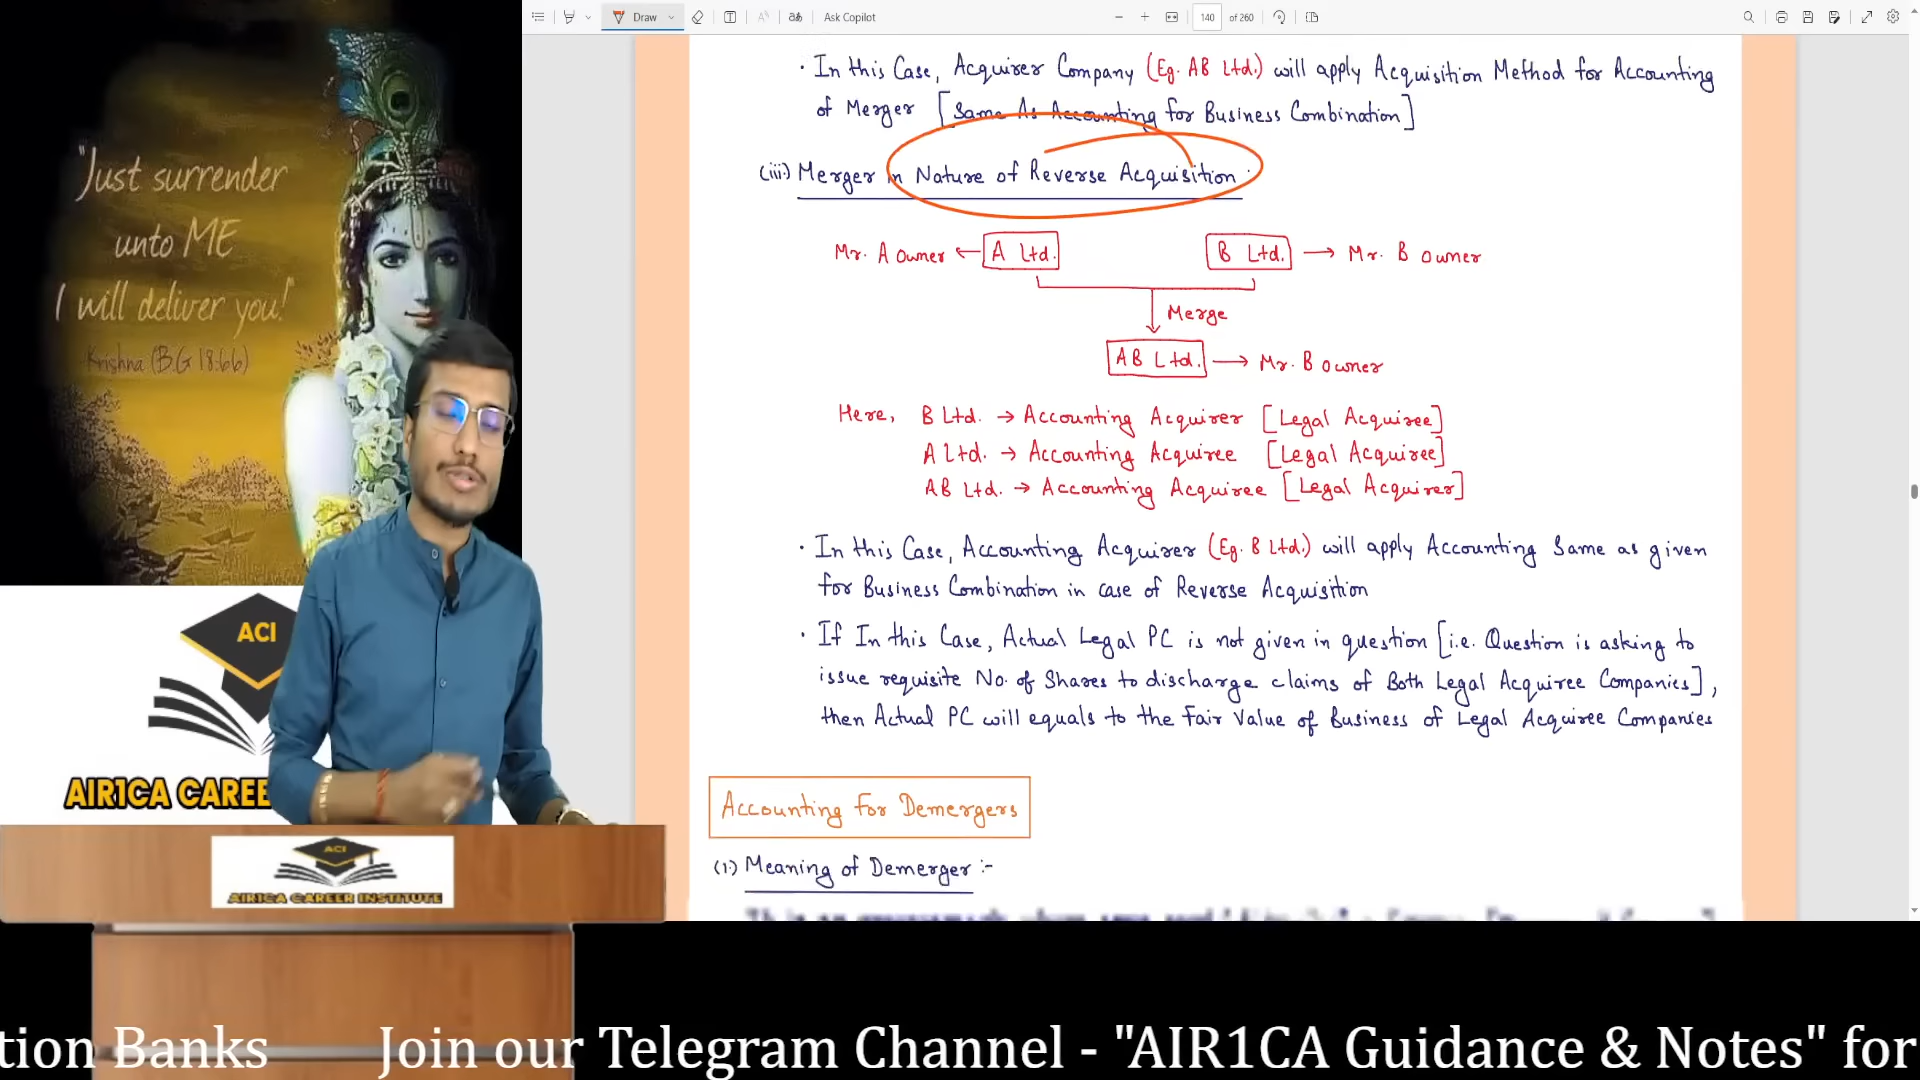 Draw
Ask Copilot
140
of 260
"Just surrender
unto ME
I will deliver you!"
- Krishna (B.G 18:66)
· In this Case, Acquirer Company (Eg. AB Ltd.) will apply Acquisition Method for Accounting
of Merger [Same As Accounting for Business Combination]
(iii) Merger in Nature of Reverse Acquisition :
Mr. A owner ← A Ltd.
B Ltd. → Mr. B owner
Merge
AB Ltd. → Mr. B owner
Here, B Ltd. → Accounting Acquirer [Legal Acquiree]
A Ltd. → Accounting Acquiree [Legal Acquiree]
AB Ltd. → Accounting Acquiree [Legal Acquirer]
· In this Case, Accounting Acquirer (Eg. B Ltd.) will apply Accounting Same as given
for Business Combination in case of Reverse Acquisition
· If In this Case, Actual Legal PC is not given in question [i.e. Question is asking to
issue requisite No. of Shares to discharge claims of Both Legal Acquiree Companies],
then Actual PC will equals to the Fair Value of Business of Legal Acquiree Companies
Accounting for Demergers
(1.) Meaning of Demerger :-
ACI
AIR1CA CAREE
ACI
AIR1CA CAREER INSTITUTE
tion Banks Join our Telegram Channel - "AIR1CA Guidance & Notes" for